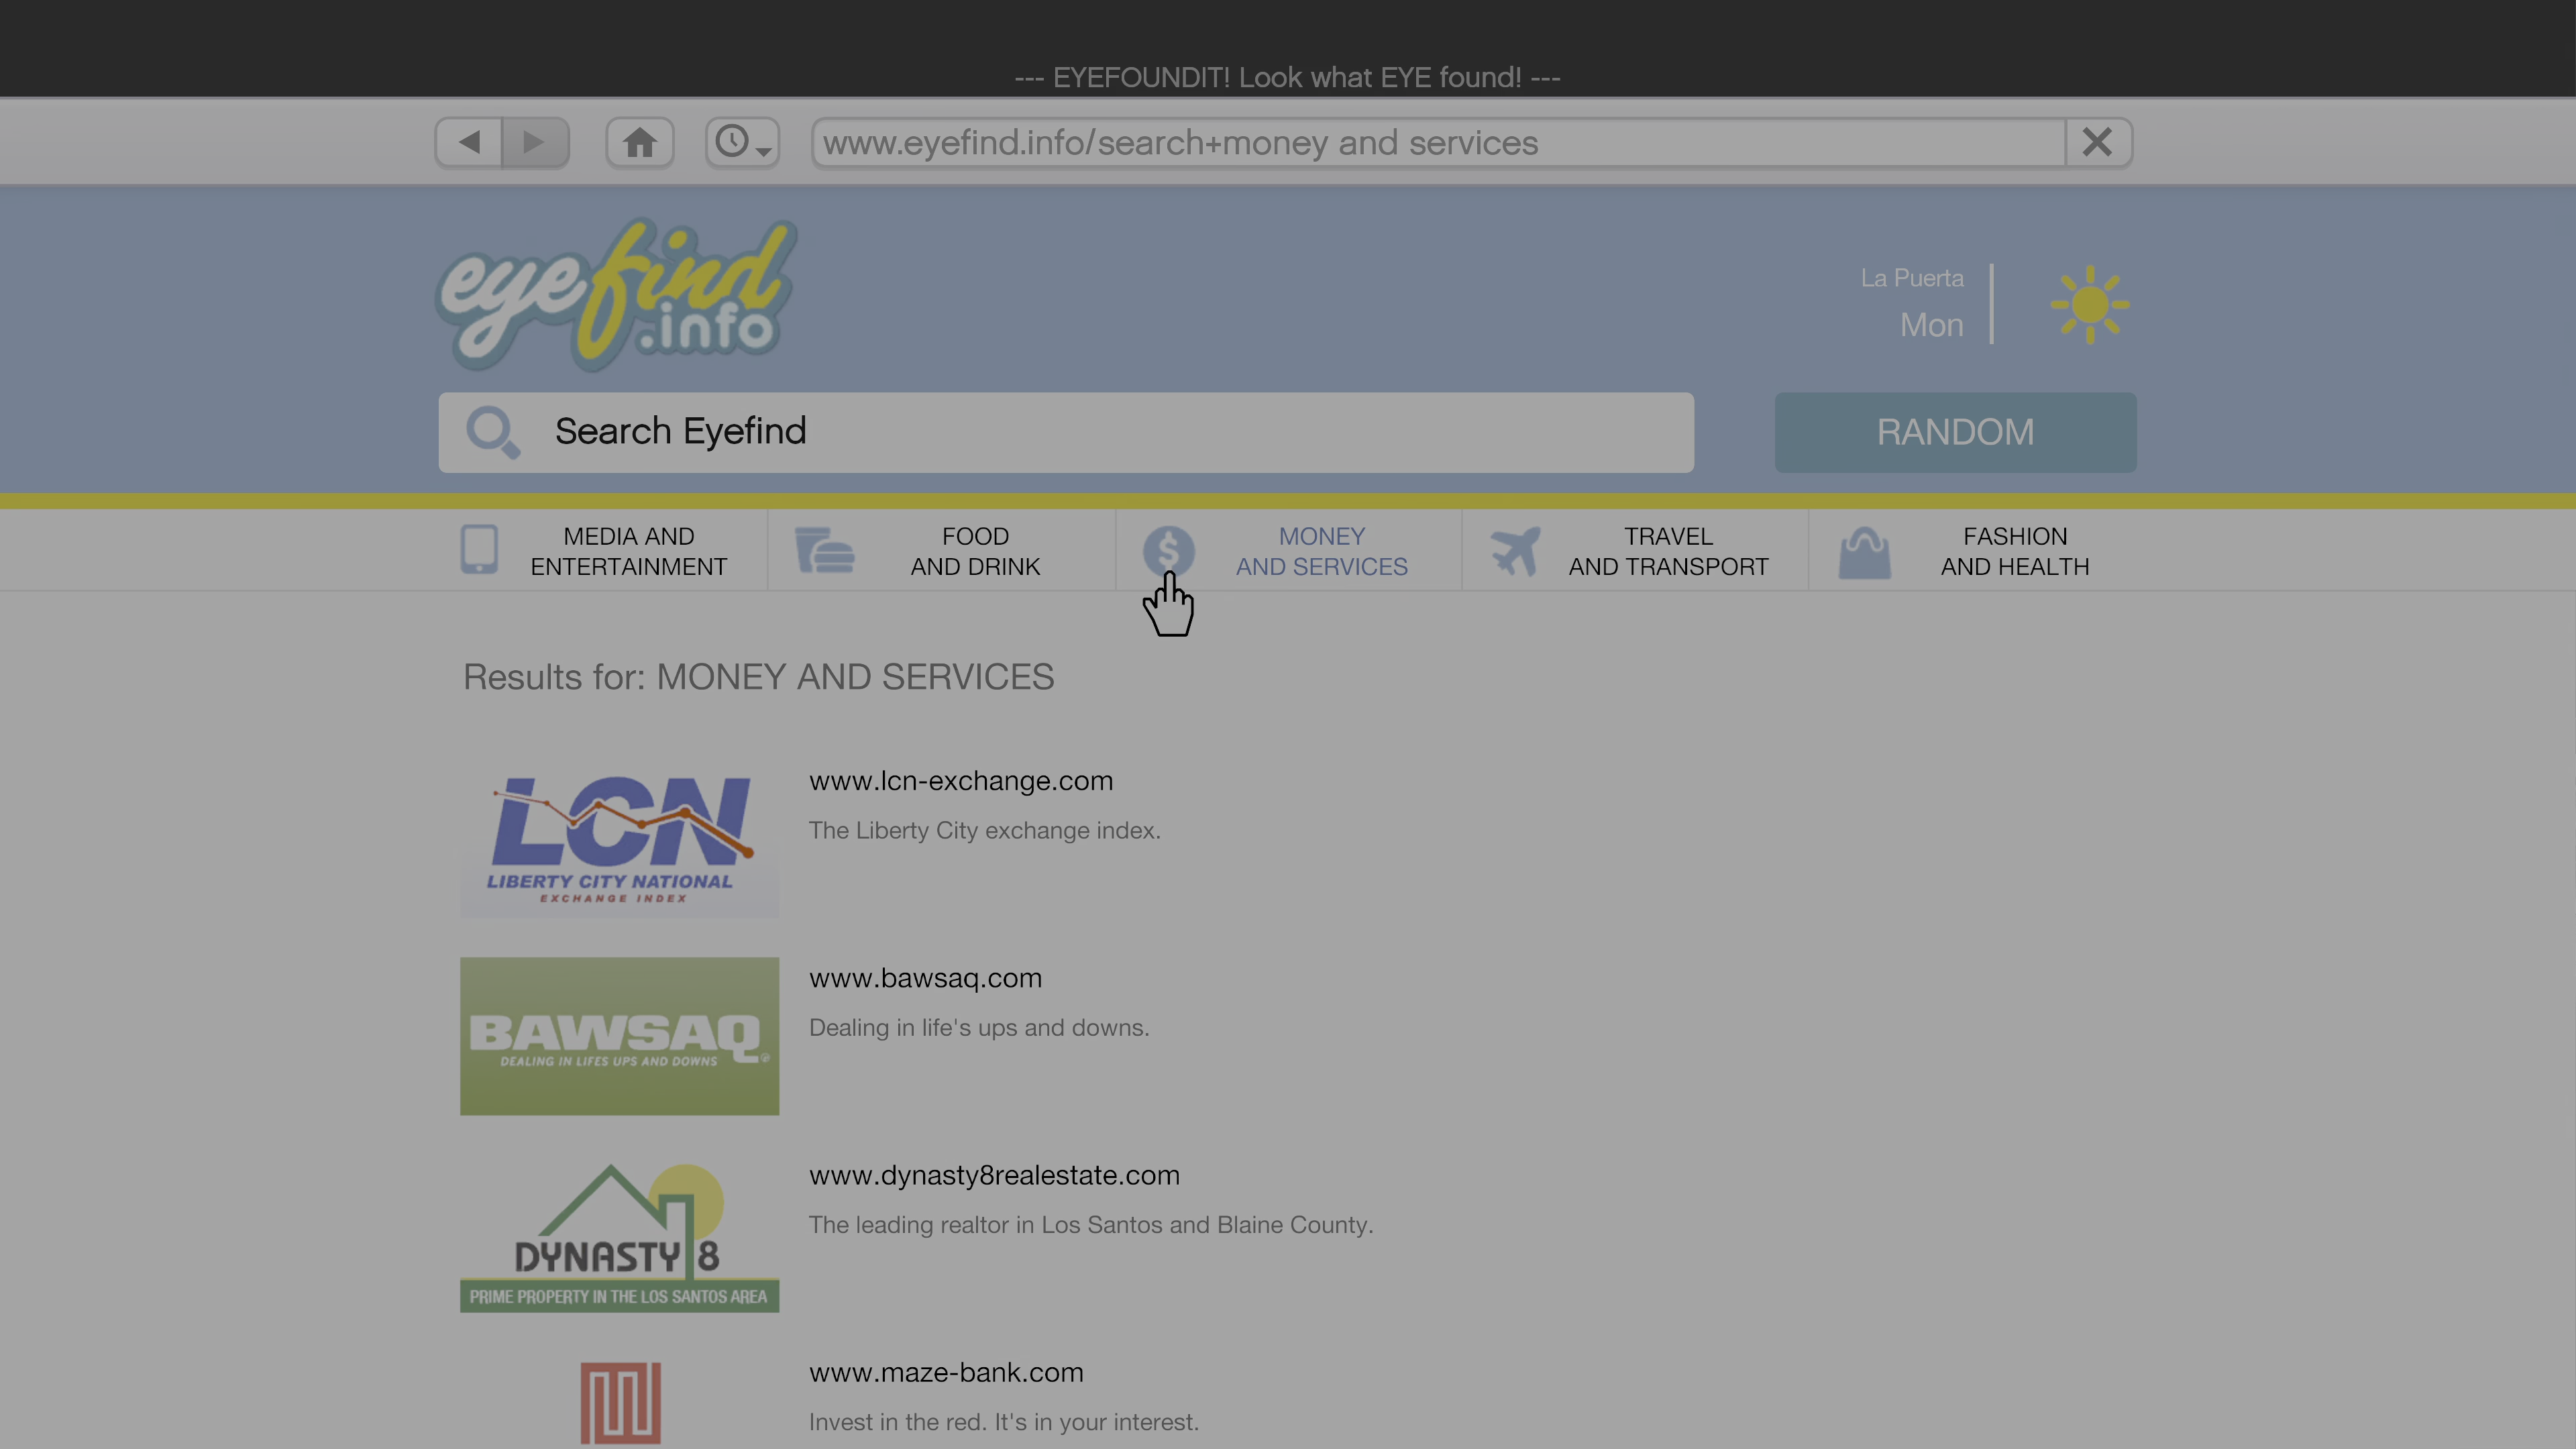 --- EYEFOUNDIT! Look what EYE found! ---
www.eyefind.info/search+money and services
eyefind
.info
La Puerta
Mon
Search Eyefind
RANDOM
MEDIA AND
ENTERTAINMENT
FOOD
AND DRINK
MONEY
AND SERVICES
TRAVEL
AND TRANSPORT
FASHION
AND HEALTH
Results for: MONEY AND SERVICES
LCN
LIBERTY CITY NATIONAL
EXCHANGE INDEX
www.lcn-exchange.com
The Liberty City exchange index.
BAWSAQ
DEALING IN LIFES UPS AND DOWNS
www.bawsaq.com
Dealing in life's ups and downs.
DYNASTY 8
PRIME PROPERTY IN THE LOS SANTOS AREA
www.dynasty8realestate.com
The leading realtor in Los Santos and Blaine County.
www.maze-bank.com
Invest in the red. It's in your interest.